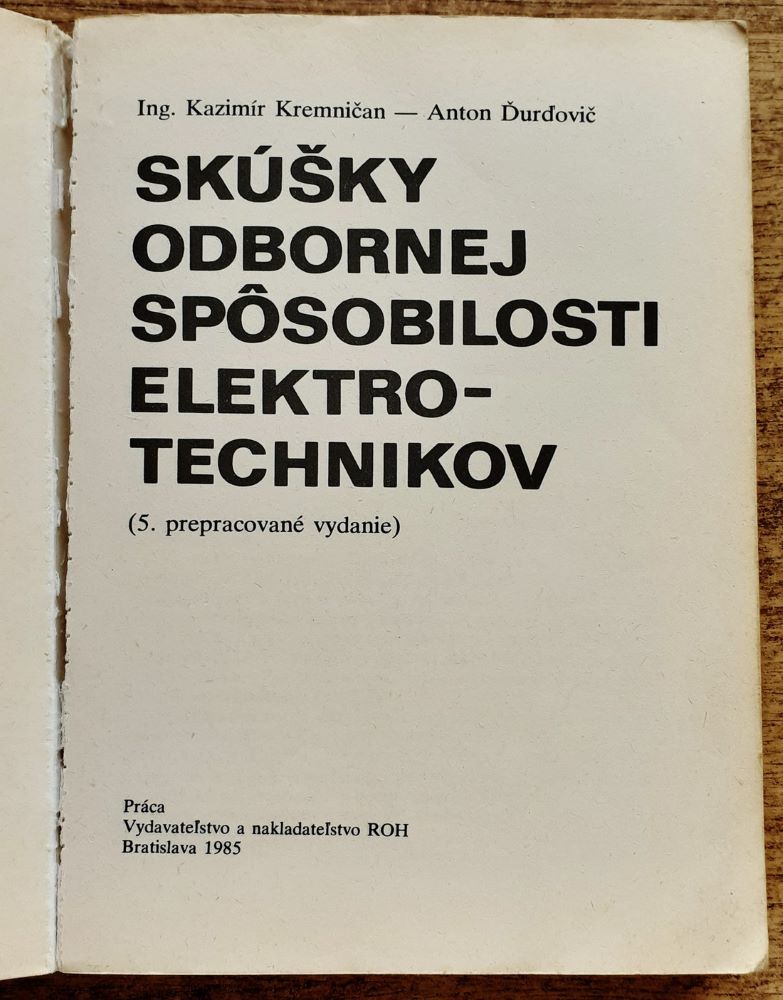 Ing. Kazimír Kremničan — Anton Ďurďovič
SKÚŠKY
ODBORNEJ
SPÔSOBILOSTI
ELEKTRO-
TECHNIKOV
(5. prepracované vydanie)
Práca
Vydavateľstvo a nakladateľstvo ROH
Bratislava 1985